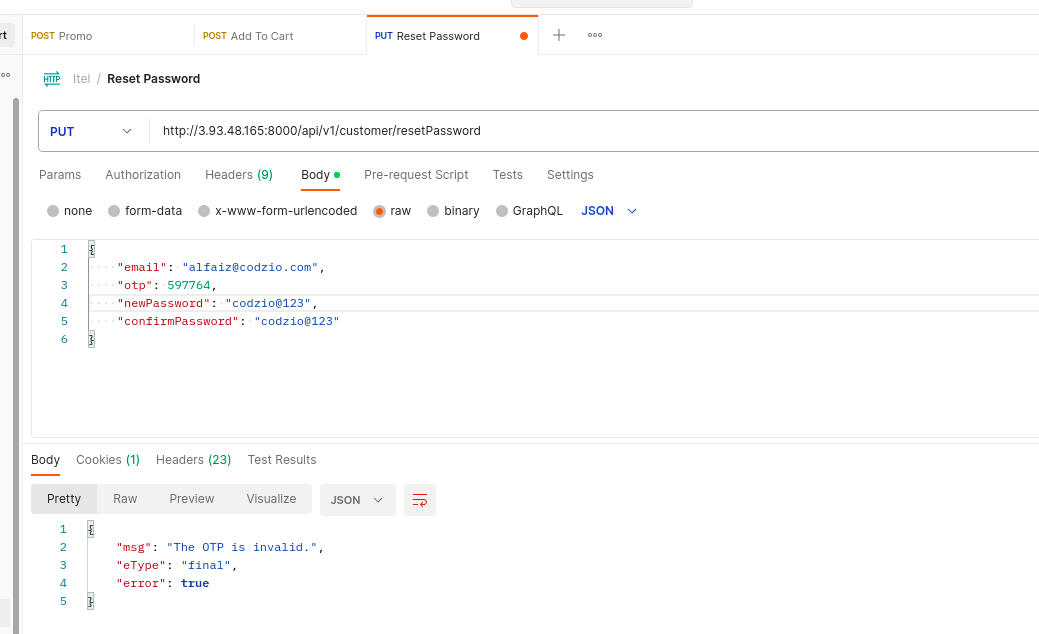 rt
POST Promo
POST Add To Cart
PUT Reset Password
HTTP Itel / Reset Password
PUT http://3.93.48.165:8000/api/v1/customer/resetPassword
Params Authorization Headers (9) Body Pre-request Script Tests Settings
none form-data x-www-form-urlencoded raw binary GraphQL JSON
1 {
2 "email": "alfaiz@codzio.com",
3 "otp": 597764,
4 "newPassword": "codzio@123",
5 "confirmPassword": "codzio@123"
6 }
Body Cookies (1) Headers (23) Test Results
Pretty Raw Preview Visualize JSON
1 {
2 "msg": "The OTP is invalid.",
3 "eType": "final",
4 "error": true
5 }